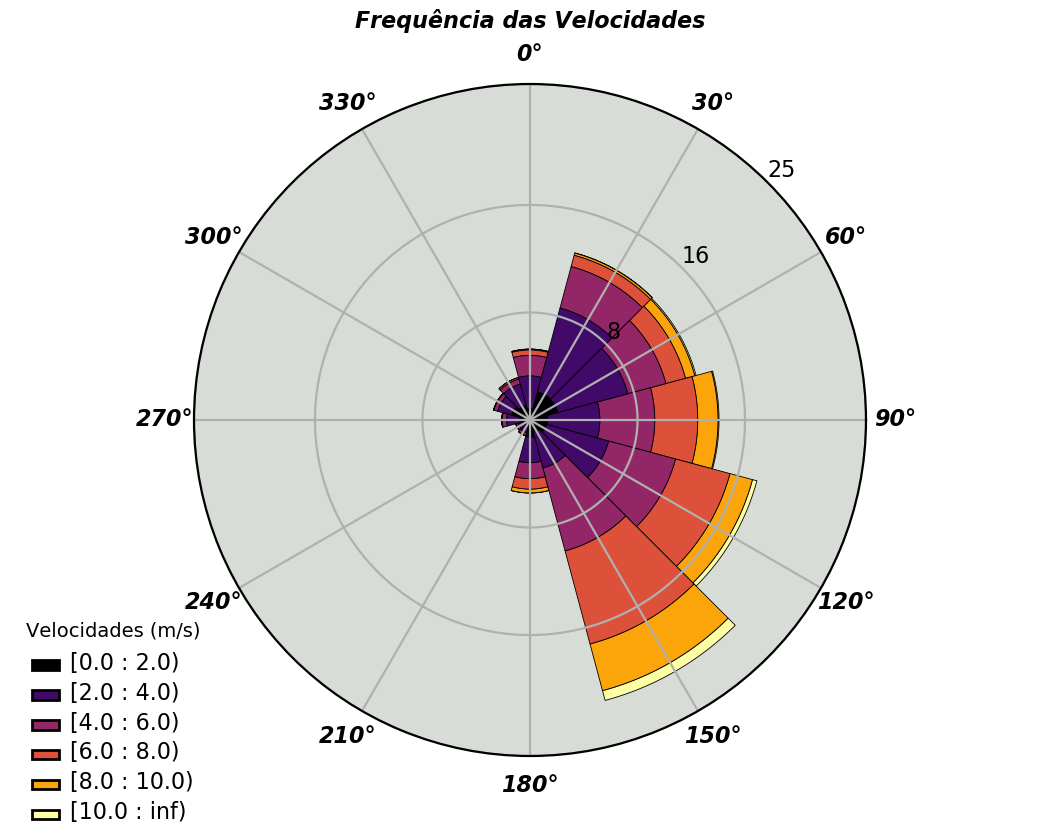 Frequência das Velocidades
0°
330° 30°
25
300° 60°
16
8
270° 90°
240° 120°
210° 150°
180°
Velocidades (m/s)
[0.0 : 2.0)
[2.0 : 4.0)
[4.0 : 6.0)
[6.0 : 8.0)
[8.0 : 10.0)
[10.0 : inf)